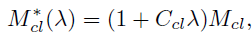 M*_{cl}(λ) = (1 + C_{cl}λ)M_{cl},